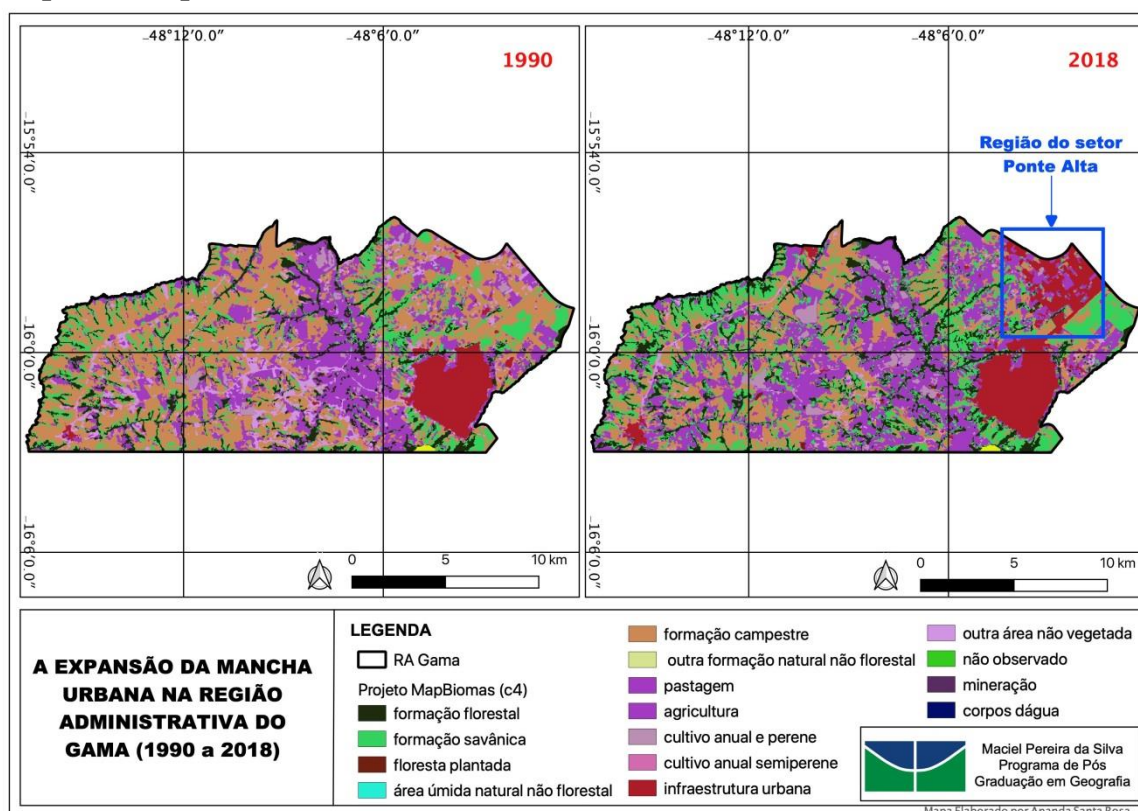 -48°12'0.0"
-48°6'0.0"
1990
-15°54'0.0"
-16°0'0.0"
-16°6'0.0"
0 5 10 km
-48°12'0.0"
-48°6'0.0"
2018
Região do setor
Ponte Alta
-15°54'0.0"
-16°0'0.0"
-16°6'0.0"
0 5 10 km
A EXPANSÃO DA MANCHA
URBANA NA REGIÃO
ADMINISTRATIVA DO
GAMA (1990 a 2018)
LEGENDA
RA Gama
Projeto MapBiomas (c4)
formação florestal
formação savânica
floresta plantada
área úmida natural não florestal
formação campestre
outra formação natural não florestal
pastagem
agricultura
cultivo anual e perene
cultivo anual semiperene
infraestrutura urbana
outra área não vegetada
não observado
mineração
corpos dágua
Maciel Pereira da Silva
Programa de Pós
Graduação em Geografia
Mapa Elaborado por Ananda Santa Rosa